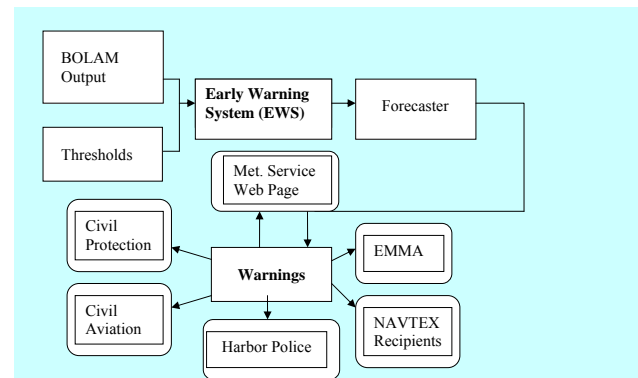 BOLAM
Output
Early Warning
System (EWS)
Forecaster
Thresholds
Met. Service
Web Page
Civil
Protection
EMMA
Warnings
Civil
Aviation
NAVTEX
Recipients
Harbor Police